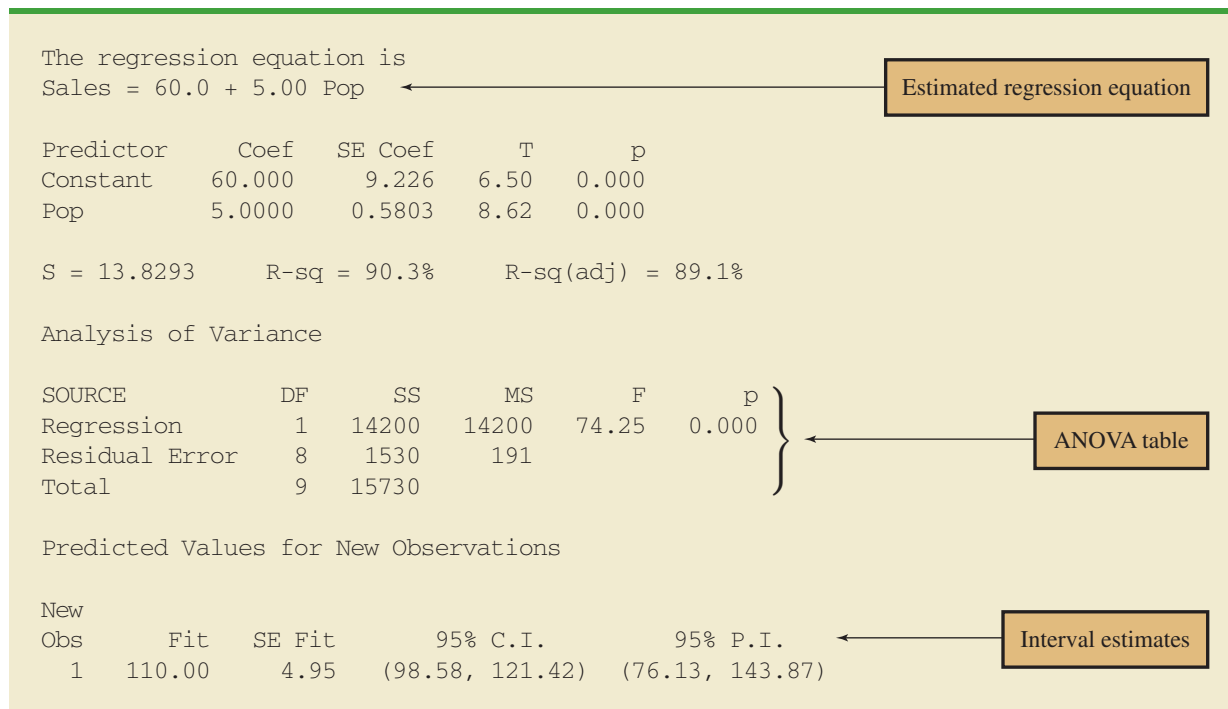 The regression equation is
Sales = 60.0 + 5.00 Pop
Estimated regression equation
Predictor Coef SE Coef T p
Constant 60.000 9.226 6.50 0.000
Pop 5.0000 0.5803 8.62 0.000
S = 13.8293 R-sq = 90.3% R-sq(adj) = 89.1%
Analysis of Variance
SOURCE DF SS MS F p
Regression 1 14200 14200 74.25 0.000
Residual Error 8 1530 191
Total 9 15730
ANOVA table
Predicted Values for New Observations
New
Obs Fit SE Fit 95% C.I. 95% P.I.
1 110.00 4.95 (98.58, 121.42) (76.13, 143.87)
Interval estimates